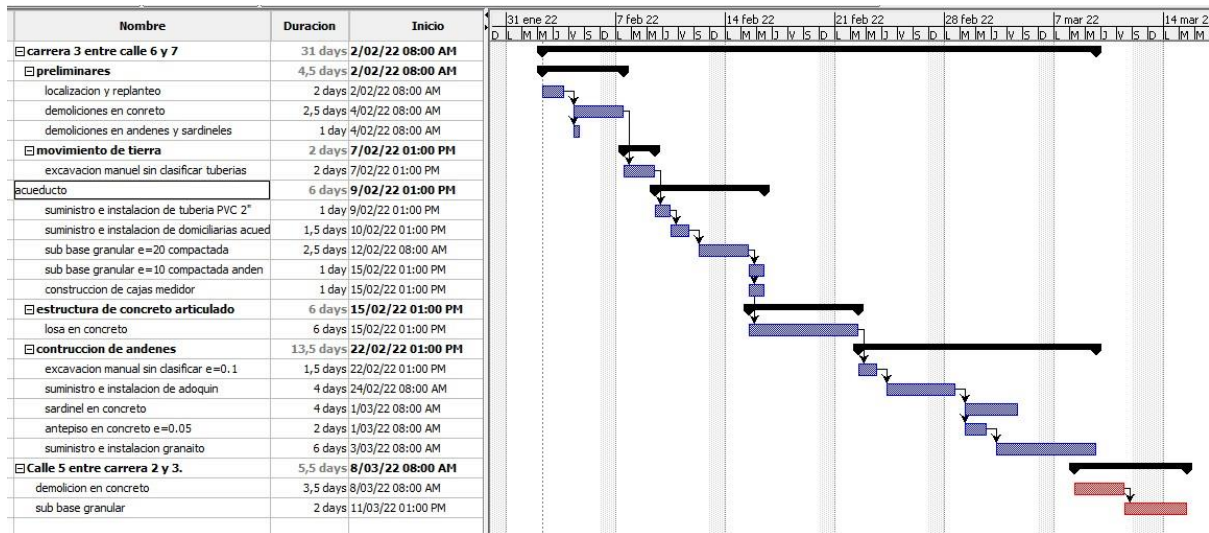 Nombre Duracion Inicio
31 ene 22 7 feb 22 14 feb 22 21 feb 22 28 feb 22 7 mar 22 14 mar 2
D L M M J V S D L M M J V S D L M M J V S D L M M J V S D L M M J V S D L M M J V S D L M M
carrera 3 entre calle 6 y 7 31 days 2/02/22 08:00 AM
preliminares 4,5 days 2/02/22 08:00 AM
localizacion y replanteo 2 days 2/02/22 08:00 AM
demoliciones en conreto 2,5 days 4/02/22 08:00 AM
demoliciones en andenes y sardineles 1 day 4/02/22 08:00 AM
movimiento de tierra 2 days 7/02/22 01:00 PM
excavacion manuel sin clasificar tuberias 2 days 7/02/22 01:00 PM
acueducto 6 days 9/02/22 01:00 PM
suministro e instalacion de tuberia PVC 2" 1 day 9/02/22 01:00 PM
suministro e instalacion de domiciliarias acued 1,5 days 10/02/22 01:00 PM
sub base granular e=20 compactada 2,5 days 12/02/22 08:00 AM
sub base granular e=10 compactada anden 1 day 15/02/22 01:00 PM
construccion de cajas medidor 1 day 15/02/22 01:00 PM
estructura de concreto articulado 6 days 15/02/22 01:00 PM
losa en concreto 6 days 15/02/22 01:00 PM
contruccion de andenes 13,5 days 22/02/22 01:00 PM
excavacion manual sin clasificar e=0.1 1,5 days 22/02/22 01:00 PM
suministro e instalacion de adoquin 4 days 24/02/22 08:00 AM
sardinel en concreto 4 days 1/03/22 08:00 AM
antepiso en concreto e=0.05 2 days 1/03/22 08:00 AM
suministro e instalacion granaito 6 days 3/03/22 08:00 AM
Calle 5 entre carrera 2 y 3. 5,5 days 8/03/22 08:00 AM
demolicion en concreto 3,5 days 8/03/22 08:00 AM
sub base granular 2 days 11/03/22 01:00 PM